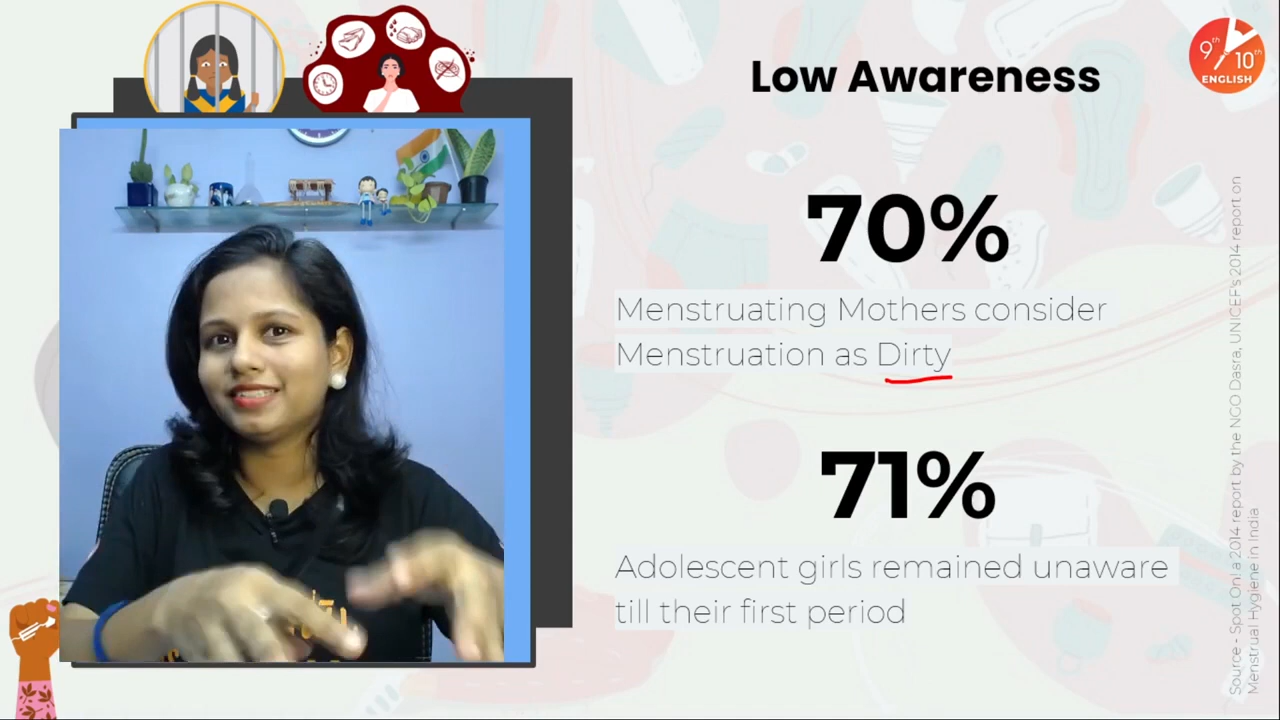 Low Awareness
70%
Menstruating Mothers consider
Menstruation as Dirty
71%
Adolescent girls remained unaware
till their first period
9th
10th
ENGLISH
Source - Spot On! a 2014 report by the NGO Dasra, UNICEF's 2014 report on
Menstrual Hygiene in India